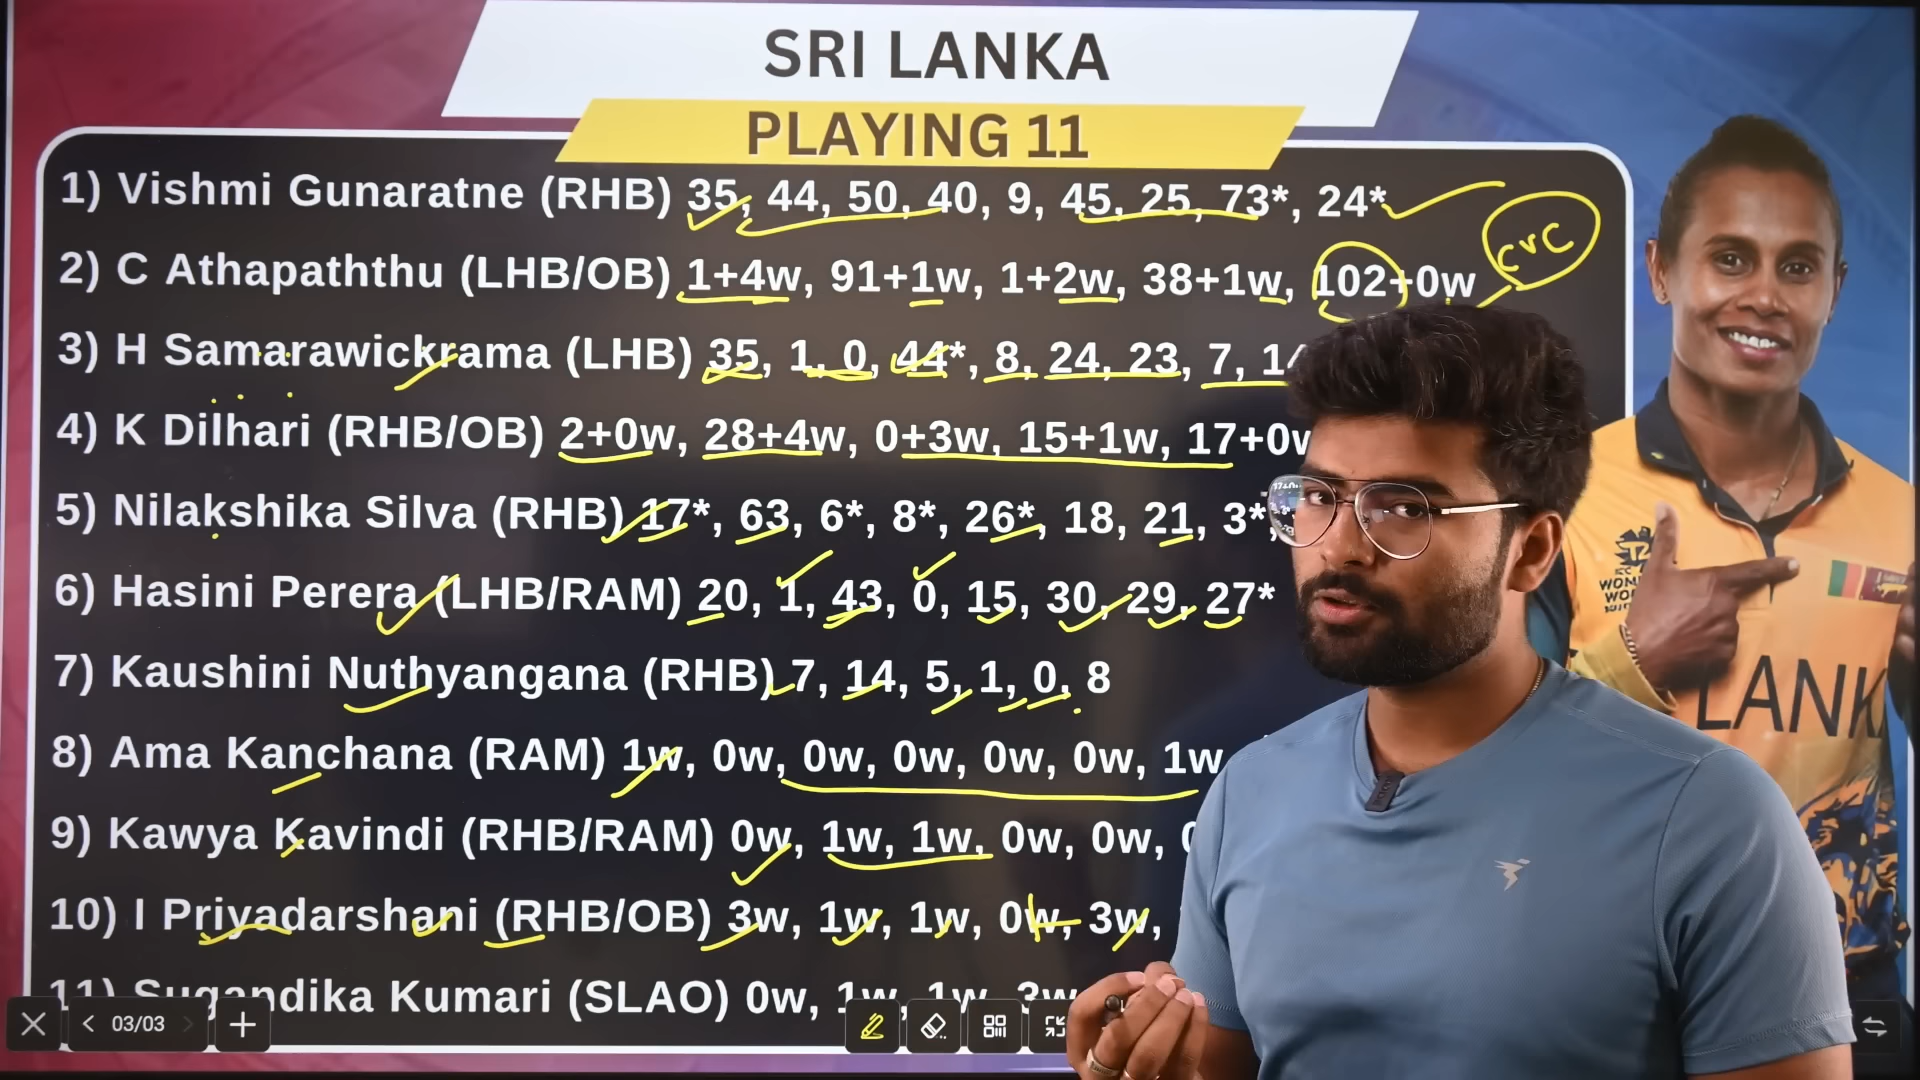 SRI LANKA
PLAYING 11
1) Vishmi Gunaratne (RHB) 35, 44, 50, 40, 9, 45, 25, 73*, 24*
CVC
2) C Athapaththu (LHB/OB) 1+4w, 91+1w, 1+2w, 38+1w, 102+0w
3) H Samarawickrama (LHB) 35, 1, 0, 44*, 8, 24, 23, 7, 14
4) K Dilhari (RHB/OB) 2+0w, 28+4w, 0+3w, 15+1w, 17+0w
5) Nilakshika Silva (RHB) 17*, 63, 6*, 8*, 26*, 18, 21, 3*,
6) Hasini Perera (LHB/RAM) 20, 1, 43, 0, 15, 30, 29, 27*
7) Kaushini Nuthyangana (RHB) 7, 14, 5, 1, 0, 8
8) Ama Kanchana (RAM) 1w, 0w, 0w, 0w, 0w, 0w, 1w
9) Kawya Kavindi (RHB/RAM) 0w, 1w, 1w, 0w, 0w,
10) I Priyadarshani (RHB/OB) 3w, 1w, 1w, 0w, 3w,
11) Sugandika Kumari (SLAO) 0w, 1w, 1w, 3w
03/03
LANK